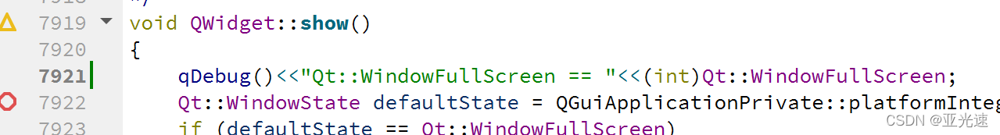 */
7919 void QWidget::show()
7920 {
7921 qDebug()<<"Qt::WindowFullScreen == "<<(int)Qt::WindowFullScreen;
7922 Qt::WindowState defaultState = QGuiApplicationPrivate::platformInteg
7923 if (defaultState == Qt::WindowFullScreen)
CSDN @亚光速